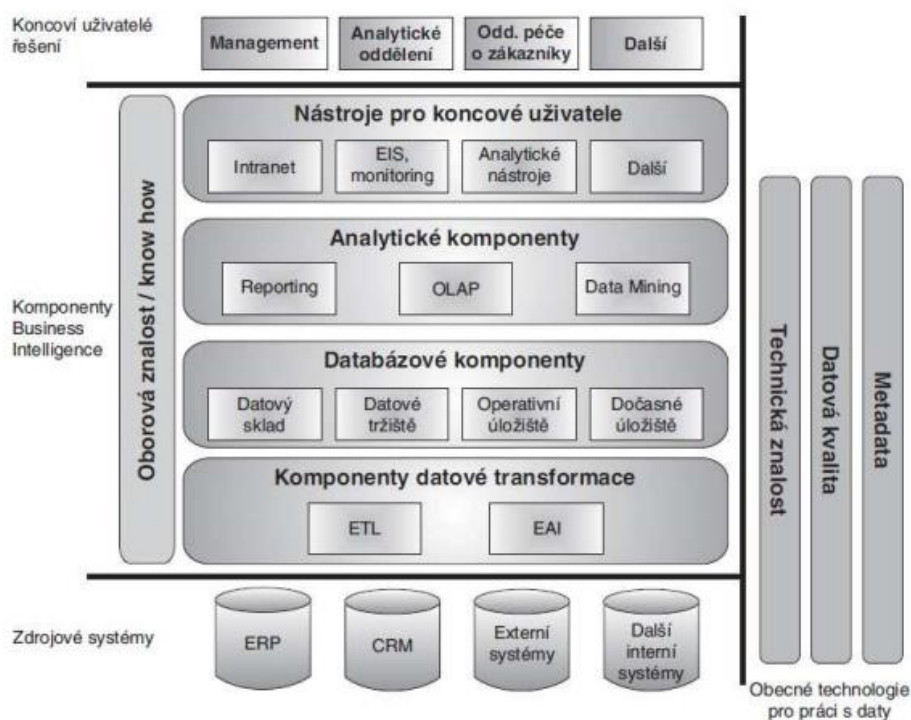 Koncoví uživatelé
řešení
Management
Analytické
oddělení
Odd. péče
o zákazníky
Další
Nástroje pro koncové uživatele
Intranet
EIS,
monitoring
Analytické
nástroje
Další
Analytické komponenty
Reporting
OLAP
Data Mining
Komponenty
Business
Intelligence
Oborová znalost / know how
Databázové komponenty
Datový
sklad
Datové
tržiště
Operativní
úložiště
Dočasné
úložiště
Komponenty datové transformace
ETL
EAI
Zdrojové systémy
ERP
CRM
Externí
systémy
Další
interní
systémy
Technická znalost
Datová kvalita
Metadata
Obecné technologie
pro práci s daty